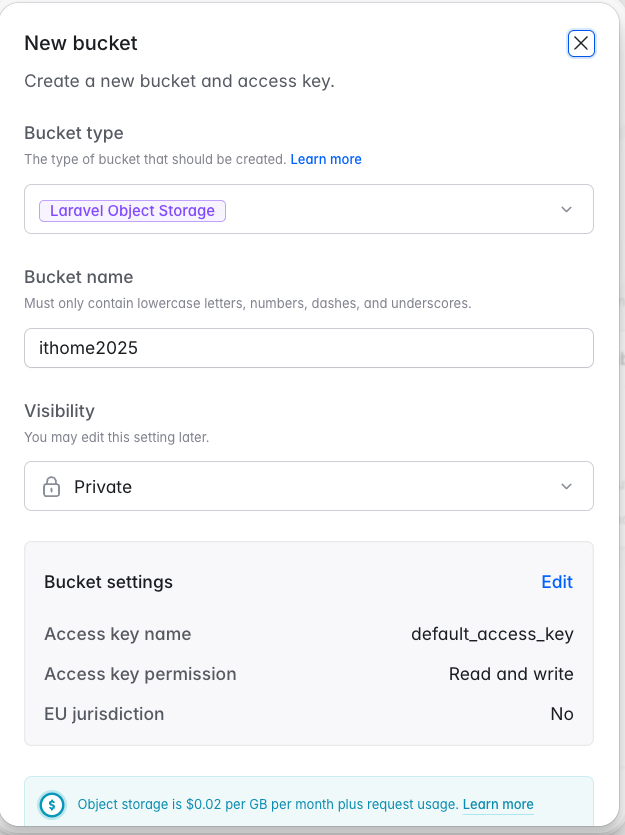 New bucket
Create a new bucket and access key.
Bucket type
The type of bucket that should be created. Learn more
Laravel Object Storage
Bucket name
Must only contain lowercase letters, numbers, dashes, and underscores.
ithome2025
Visibility
You may edit this setting later.
Private
Bucket settings Edit
Access key name default_access_key
Access key permission Read and write
EU jurisdiction No
$ Object storage is $0.02 per GB per month plus request usage. Learn more